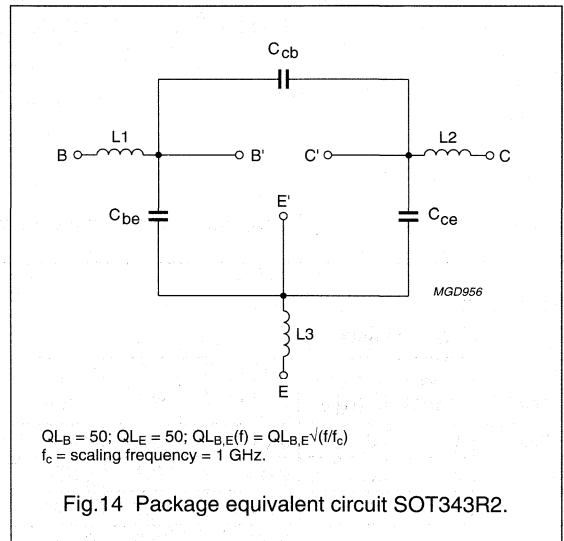 C_cb
L1
L2
B
B'
C'
C
E'
C_be
C_ce
MGD956
L3
E
QL_B = 50; QL_E = 50; QL_B,E(f) = QL_B,E√(f/f_c)
f_c = scaling frequency = 1 GHz.
Fig.14 Package equivalent circuit SOT343R2.